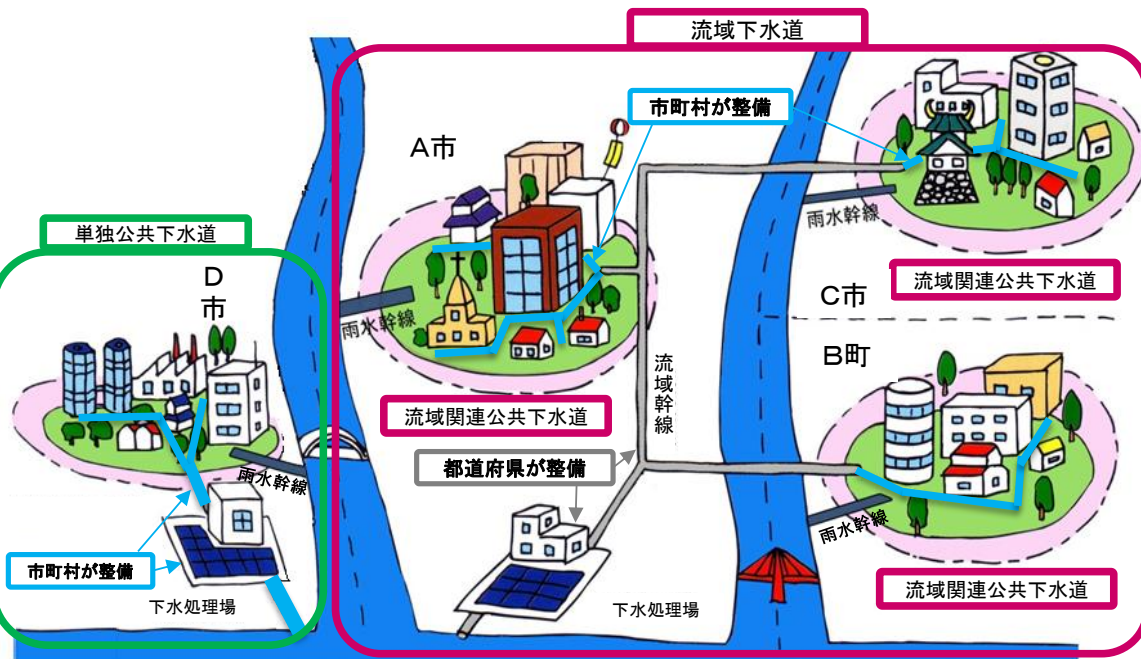 流域下水道
市町村が整備
A市
雨水幹線
流域関連公共下水道
単独公共下水道
D
市
雨水幹線
C市
流域関連公共下水道
B町
雨水幹線
流域幹線
都道府県が整備
雨水幹線
市町村が整備
下水処理場
下水処理場
流域関連公共下水道